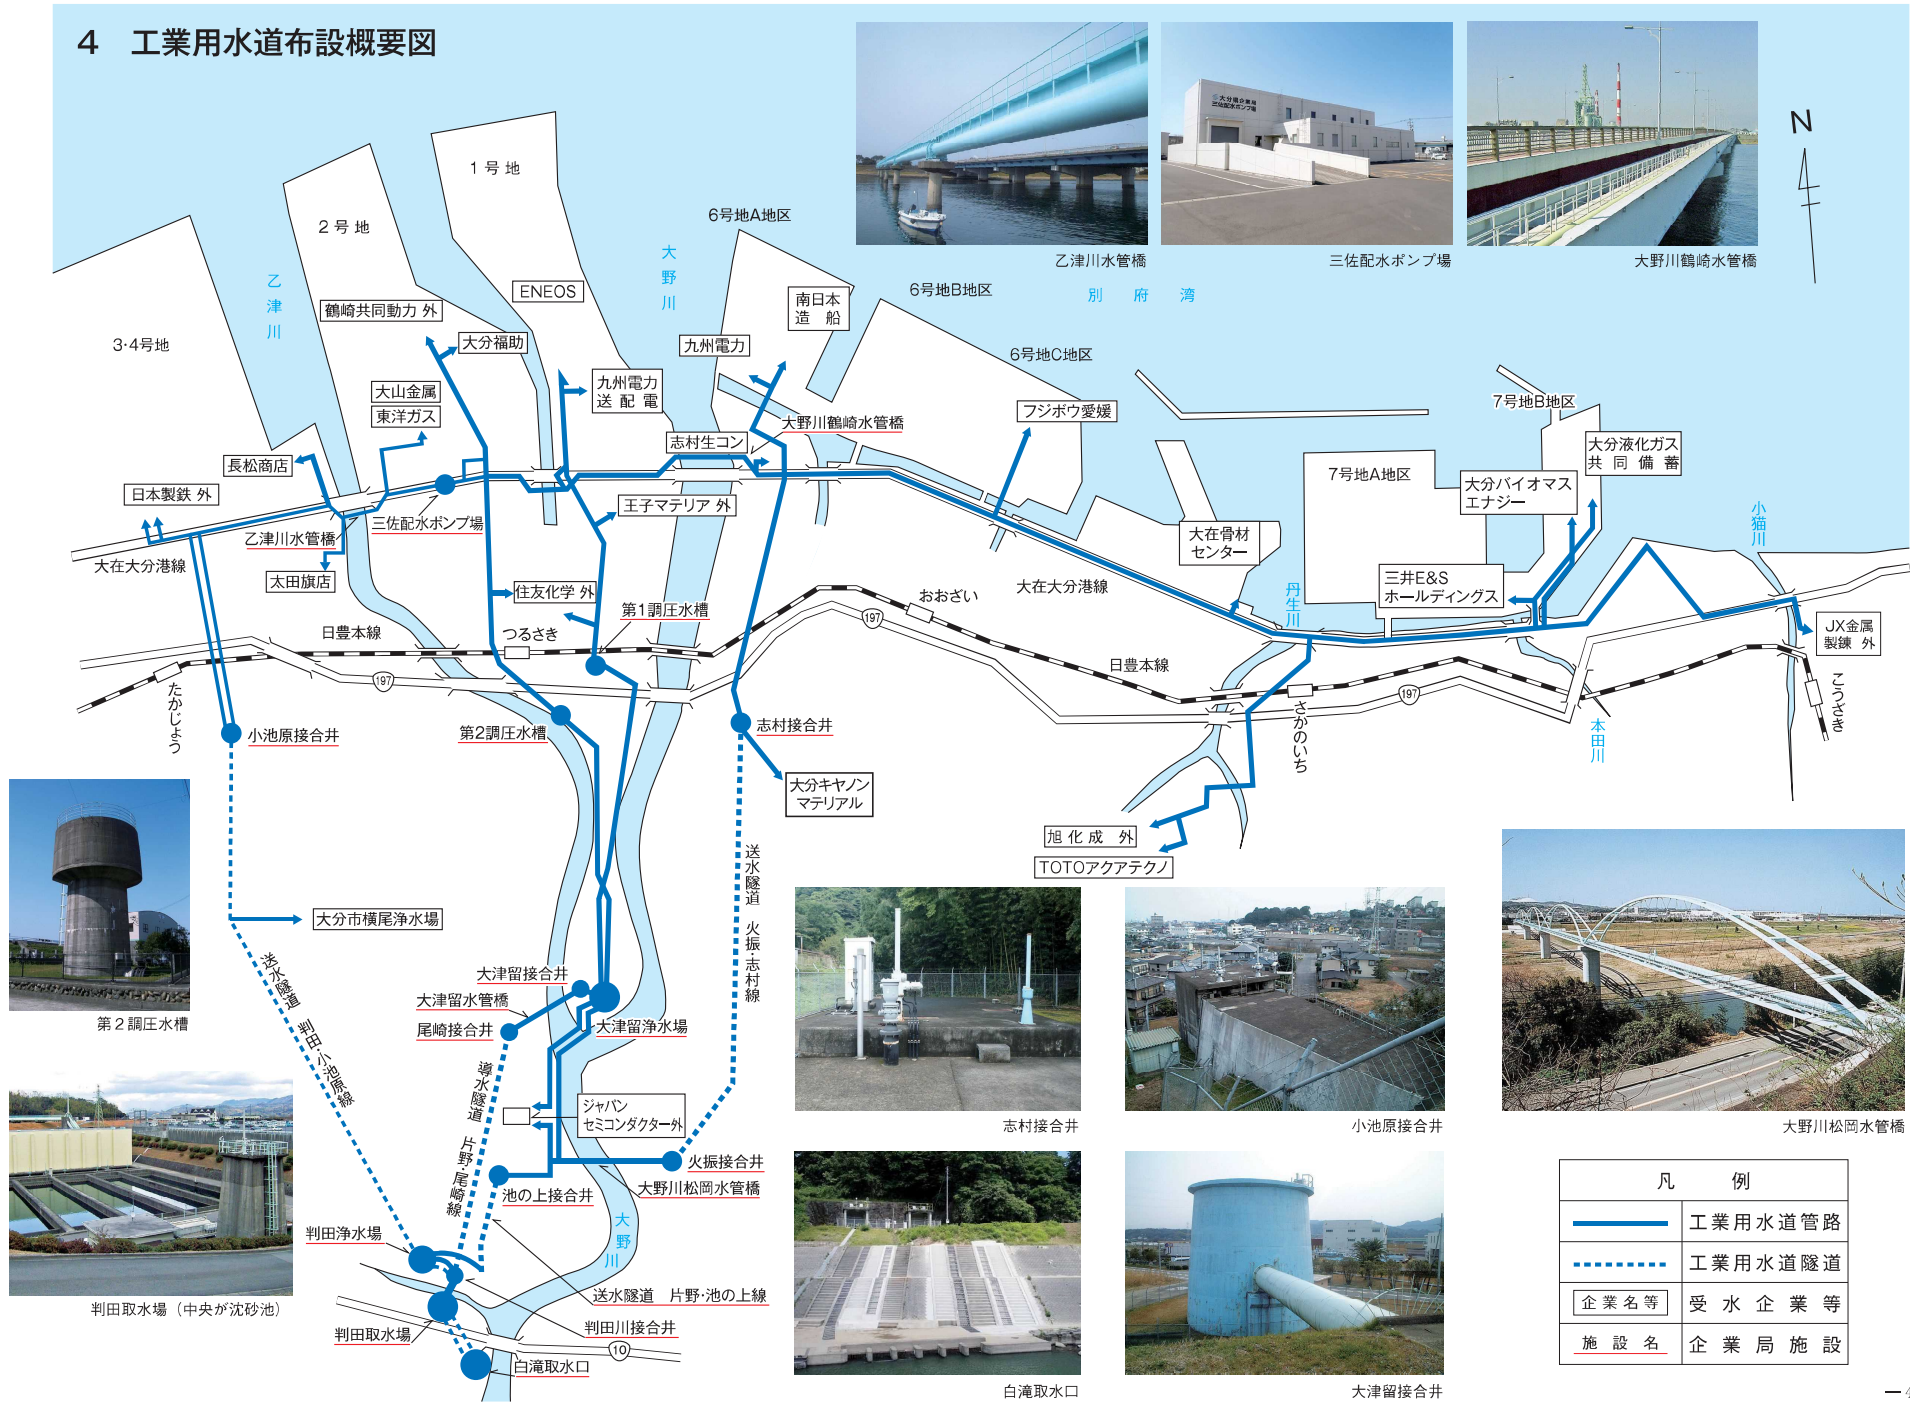 4 工業用水道布設概要図
N
乙津川水管橋
三佐配水ポンプ場
大野川鶴崎水管橋
大分県企業局
三佐配水ポンプ場
別府湾
1号地
2号地
3・4号地
6号地A地区
6号地B地区
6号地C地区
7号地A地区
7号地B地区
乙津川
大野川
ENEOS
南日本
造船
鶴崎共同動力 外
大分福助
九州電力
大山金属
東洋ガス
九州電力
送配電
フジボウ愛媛
大野川鶴崎水管橋
志村生コン
長松商店
日本製鉄 外
大分液化ガス
共同備蓄
大分バイオマス
エナジー
王子マテリア 外
三佐配水ポンプ場
乙津川水管橋
大在大分港線
太田旗店
大在骨材
センター
小猫川
大在大分港線
住友化学 外
第1調圧水槽
おおざい
丹生川
三井E&S
ホールディングス
197
JX金属
製錬 外
日豊本線
つるさき
日豊本線
197
197
たかじょう
小池原接合井
第2調圧水槽
志村接合井
さかのいち
本田川
こうざき
大分キヤノン
マテリアル
旭化成 外
TOTOアクアテクノ
送水隧道 火振・志村線
大分市横尾浄水場
第2調圧水槽
送水隧道 判田・小池原線
大津留接合井
大津留水管橋
尾崎接合井
大津留浄水場
導水隧道 片野・尾崎線
ジャパン
セミコンダクター外
火振接合井
池の上接合井
大野川松岡水管橋
大野川
判田浄水場
送水隧道 片野・池の上線
判田川接合井
判田取水場
10
白滝取水口
判田取水場（中央が沈砂池）
志村接合井
小池原接合井
大野川松岡水管橋
白滝取水口
大津留接合井
凡例
工業用水道管路
工業用水道隧道
企業名等 受水企業等
施設名 企業局施設